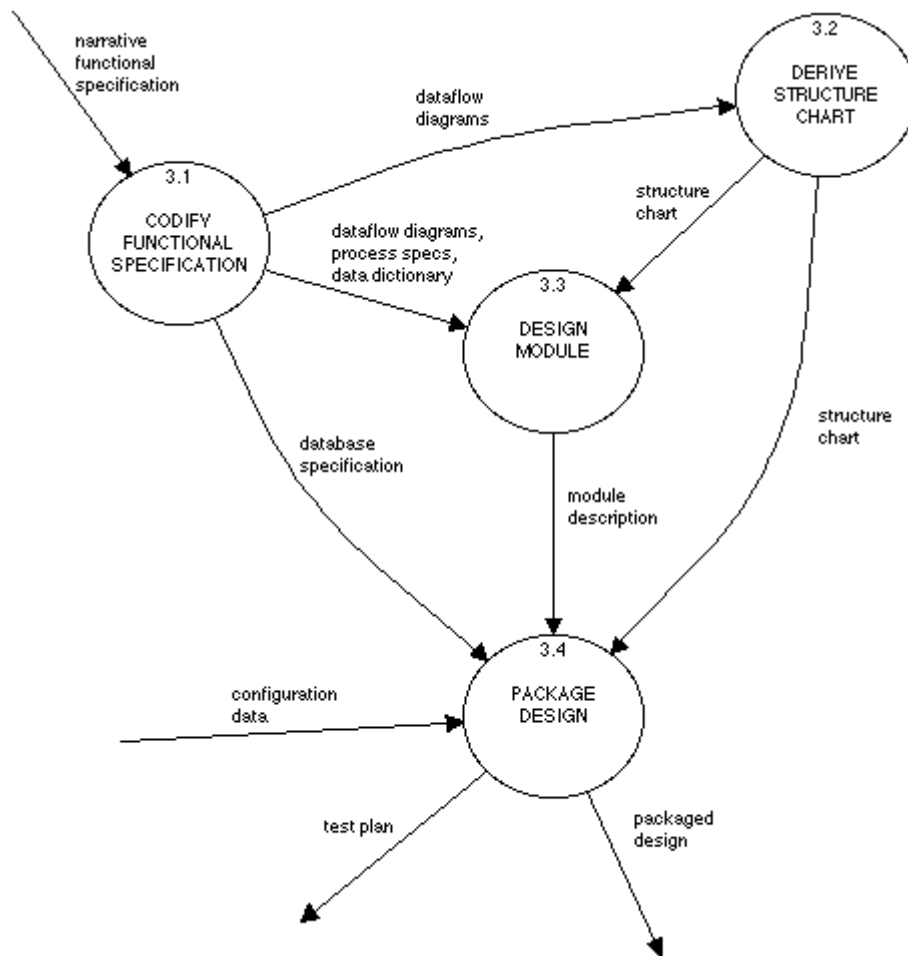 narrative
functional
specification
3.2
DERIVE
STRUCTURE
CHART
dataflow
diagrams
3.1
CODIFY
FUNCTIONAL
SPECIFICATION
structure
chart
dataflow diagrams,
process specs,
data dictionary
3.3
DESIGN
MODULE
structure
chart
database
specification
module
description
3.4
PACKAGE
DESIGN
configuration
data
test plan
packaged
design